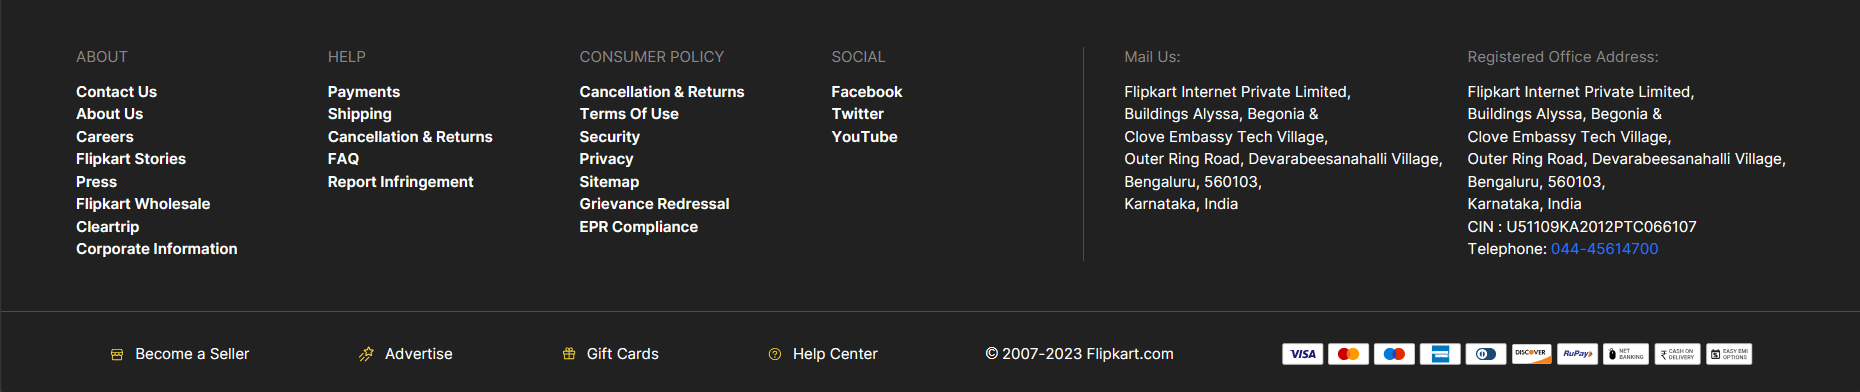 ABOUT
Contact Us
About Us
Careers
Flipkart Stories
Press
Flipkart Wholesale
Cleartrip
Corporate Information
HELP
Payments
Shipping
Cancellation & Returns
FAQ
Report Infringement
CONSUMER POLICY
Cancellation & Returns
Terms Of Use
Security
Privacy
Sitemap
Grievance Redressal
EPR Compliance
SOCIAL
Facebook
Twitter
YouTube
Mail Us:
Flipkart Internet Private Limited,
Buildings Alyssa, Begonia &
Clove Embassy Tech Village,
Outer Ring Road, Devarabeesanahalli Village,
Bengaluru, 560103,
Karnataka, India
Registered Office Address:
Flipkart Internet Private Limited,
Buildings Alyssa, Begonia &
Clove Embassy Tech Village,
Outer Ring Road, Devarabeesanahalli Village,
Bengaluru, 560103,
Karnataka, India
CIN : U51109KA2012PTC066107
Telephone: 044-45614700
Become a Seller
Advertise
Gift Cards
Help Center
© 2007-2023 Flipkart.com
VISA
DISCOVER
RuPay
NET
BANKING
₹ CASH ON
DELIVERY
EASY EMI
OPTIONS